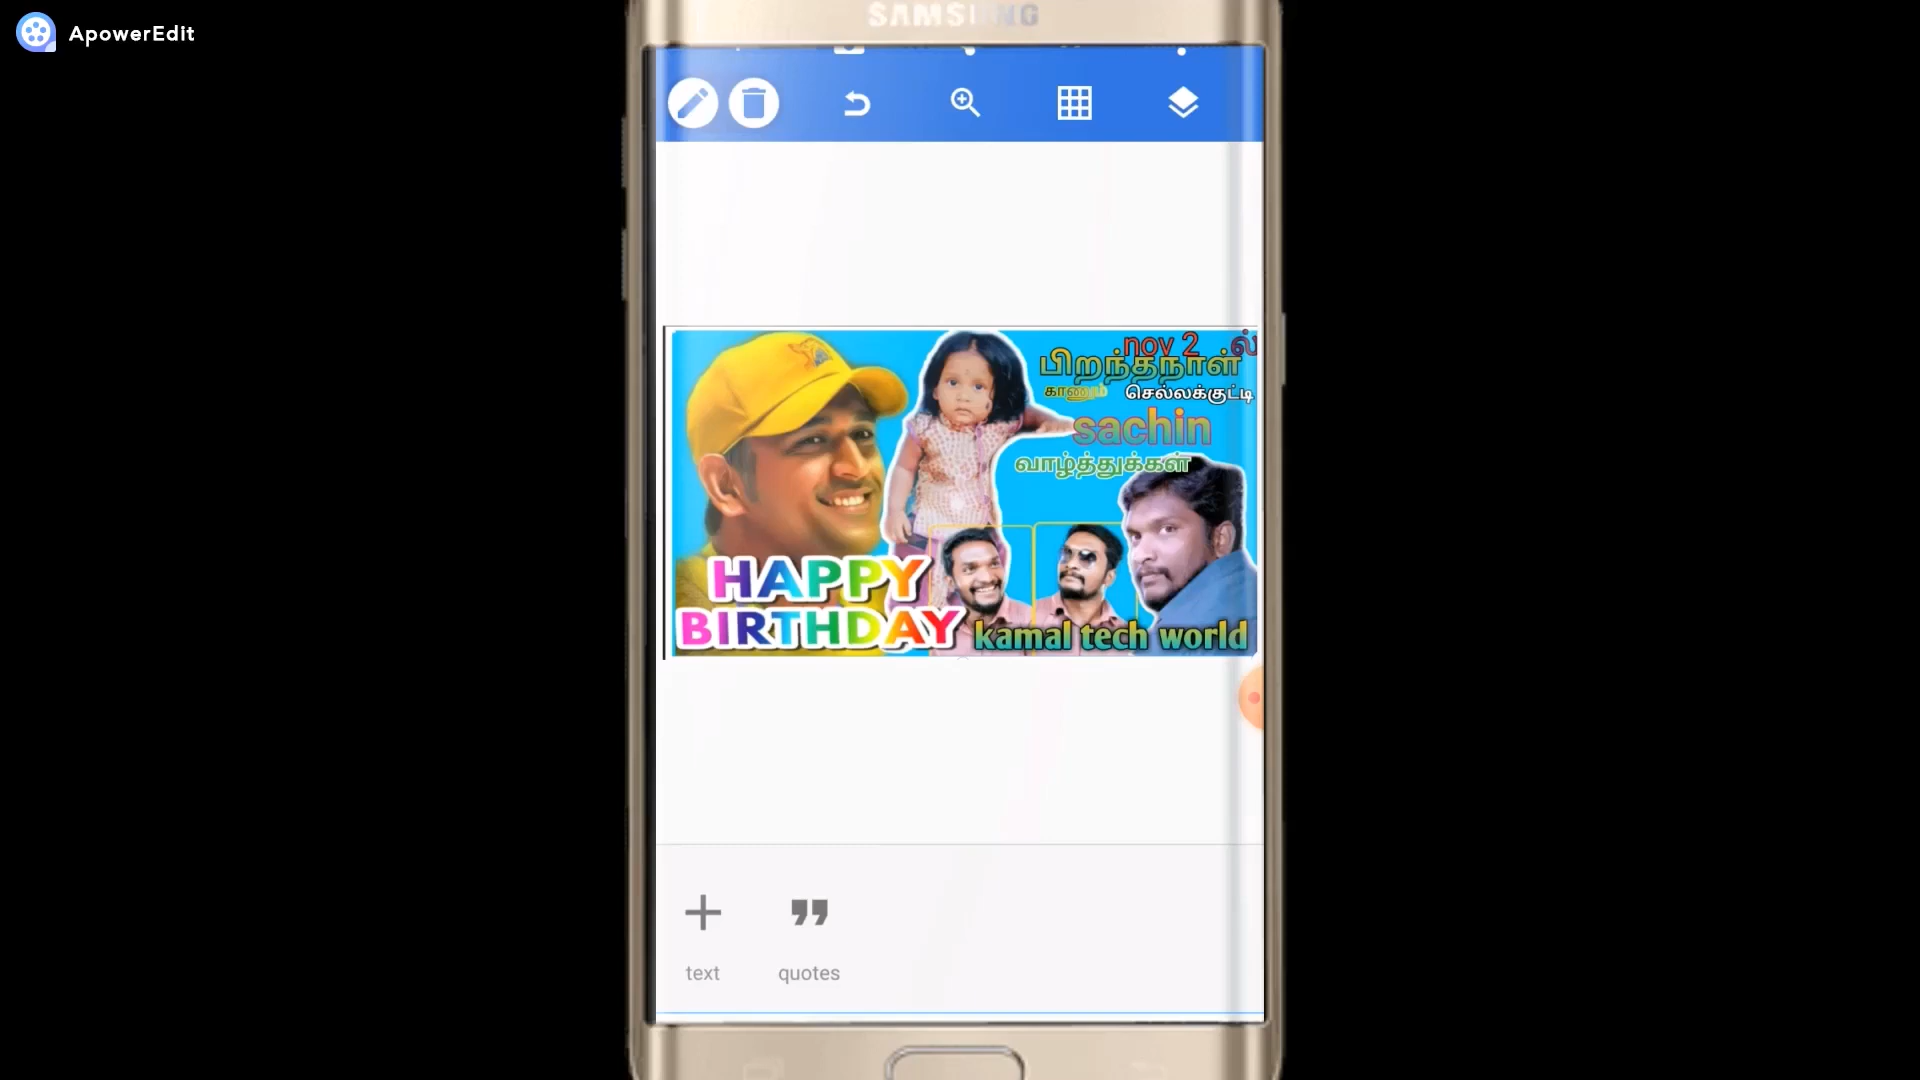 ApowerEdit
SAMSUNG
nov 2 ல்
பிறந்தநாள்
காணும் செல்லக்குட்டி
sachin
வாழ்த்துக்கள்
HAPPY
BIRTHDAY
kamal tech world
text quotes